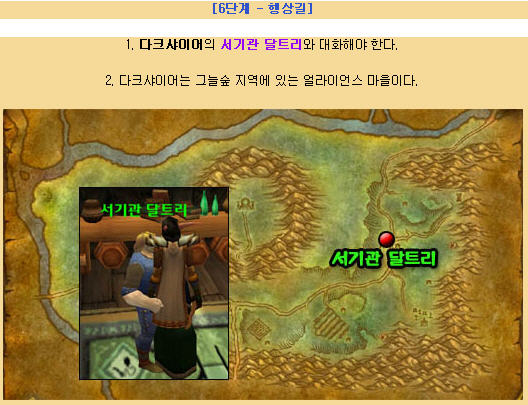 [6단계 - 행상길]
1. 다크샤이어의 서기관 달트리와 대화해야 한다.
2. 다크샤이어는 그늘숲 지역에 있는 얼라이언스 마을이다.
서기관 달트리
서기관 달트리